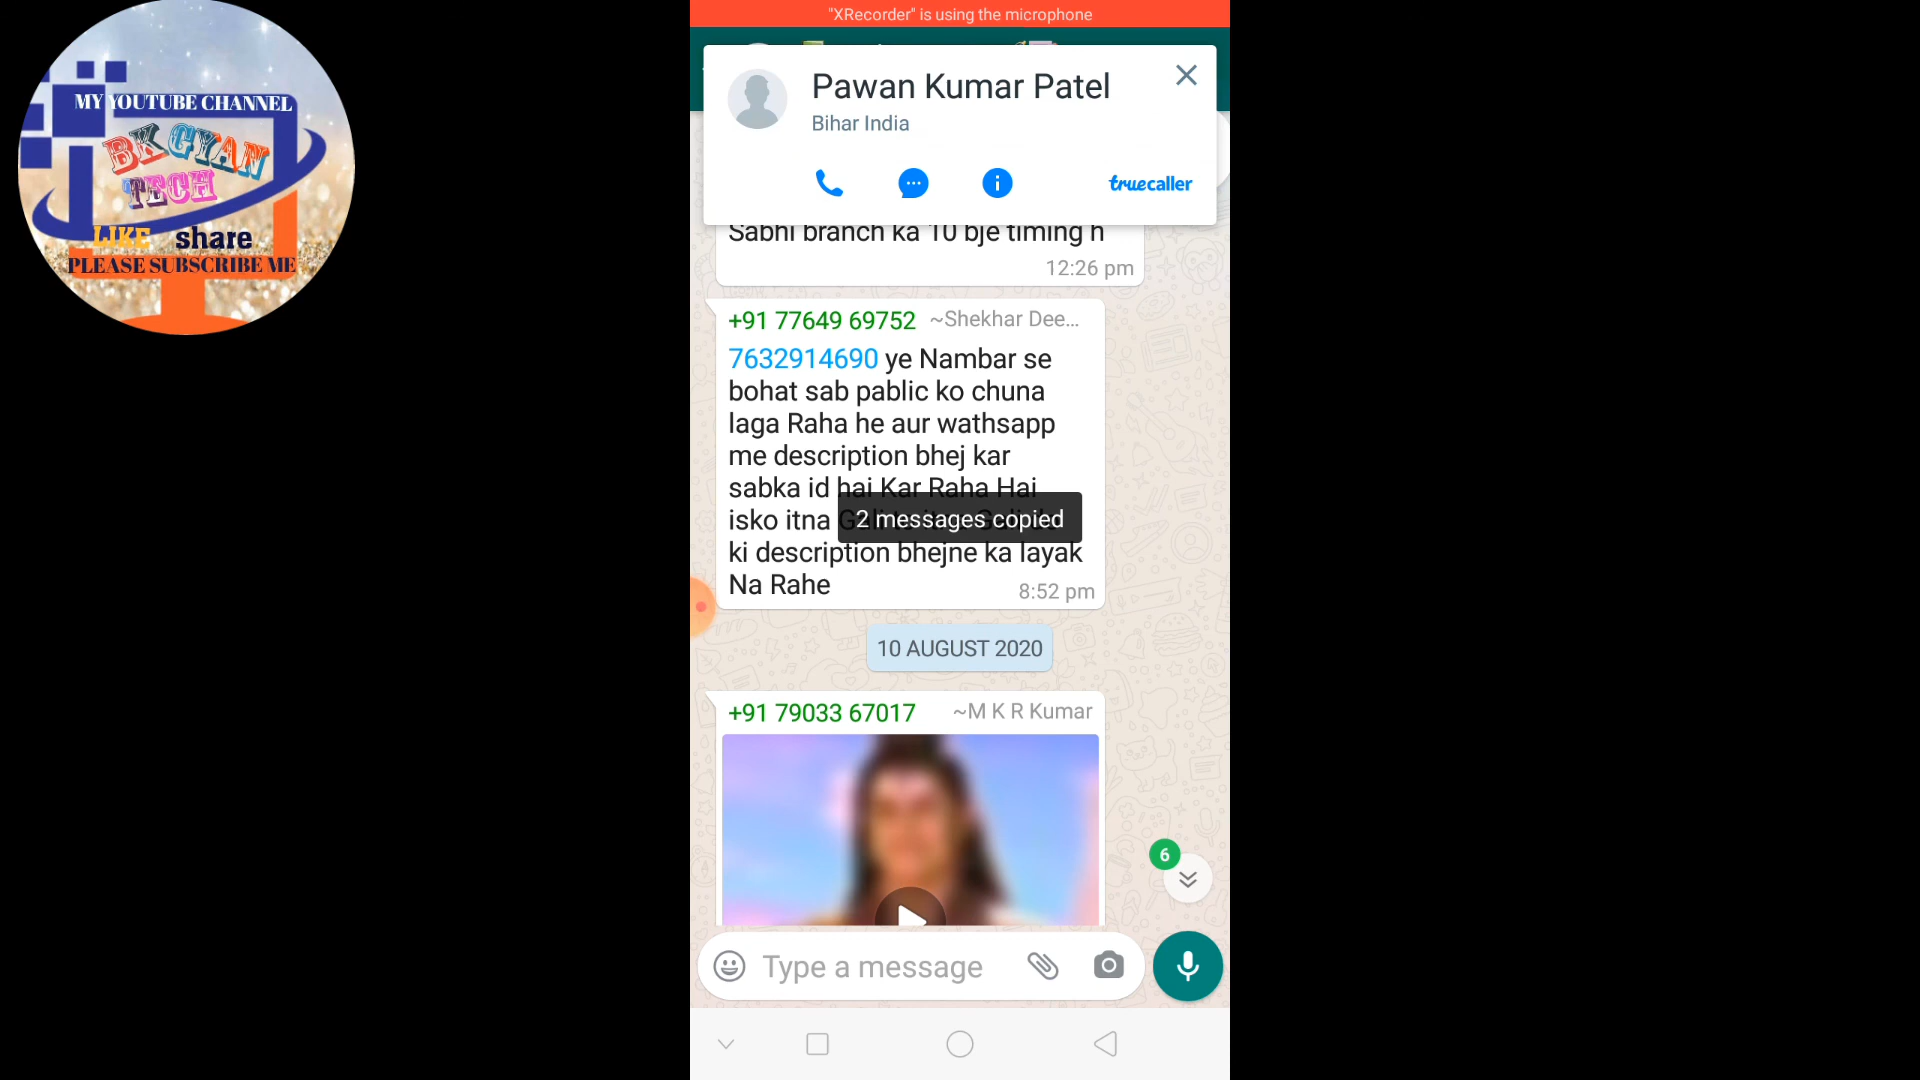 MY YOUTUBE CHANNEL
BK GYAN
TECH
LIKE share
PLEASE SUBSCRIBE ME
"XRecorder" is using the microphone
Pawan Kumar Patel
Bihar India
truecaller
Sabhi branch ka 10 bje timing h
12:26 pm
+91 77649 69752 ~Shekhar Dee...
7632914690 ye Nambar se
bohat sab pablic ko chuna
laga Raha he aur wathsapp
me description bhej kar
sabka id hai Kar Raha Hai
isko itna
2 messages copied
ki description bhejne ka layak
Na Rahe
8:52 pm
10 AUGUST 2020
+91 79033 67017 ~M K R Kumar
6
Type a message